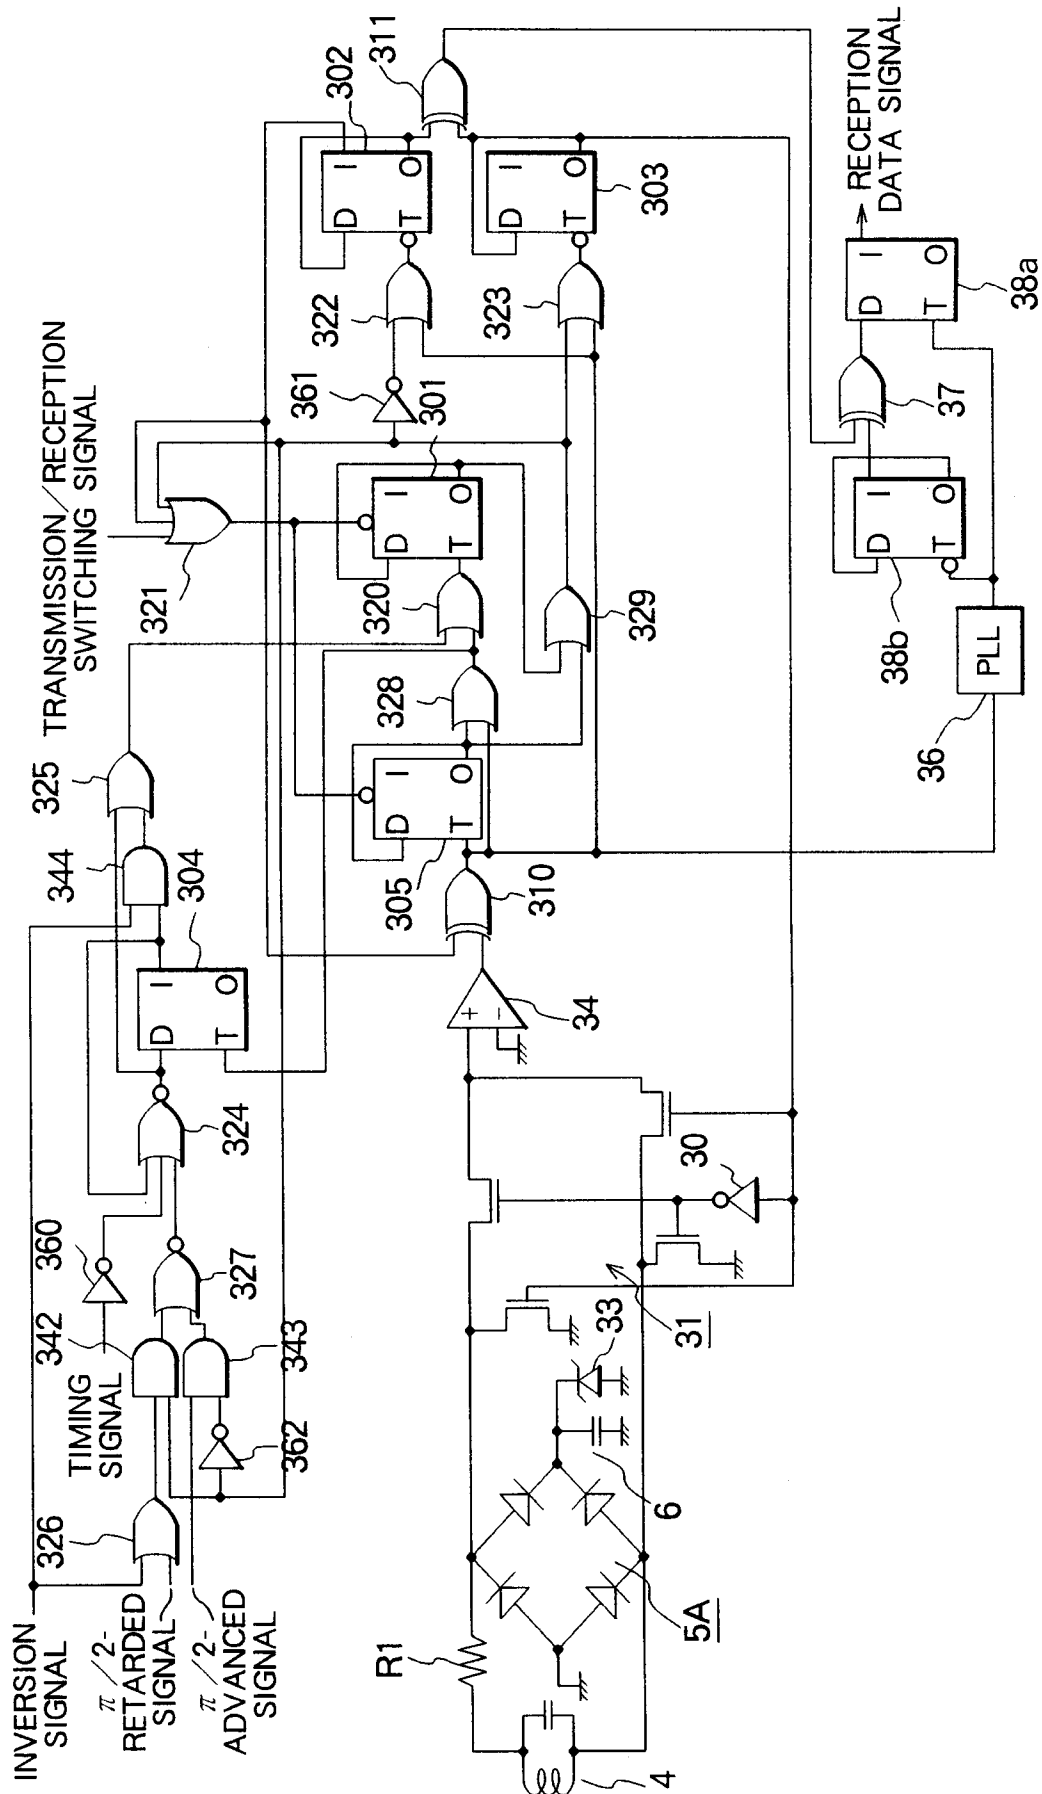 INVERSION
SIGNAL
π/2-
RETARDED
SIGNAL
π/2-
ADVANCED
SIGNAL
326
TIMING
SIGNAL
362
342
343
360
327
324
D
I
T
O
304
344
325
TRANSMISSION/RECEPTION
SWITCHING SIGNAL
321
4
R1
5A
6
33
31
30
34
310
305
D
I
T
O
328
320
329
D
I
T
O
301
361
322
323
D
I
T
O
302
D
I
T
O
303
311
36
PLL
38b
D
I
T
O
37
D
I
T
O
38a
RECEPTION
DATA SIGNAL